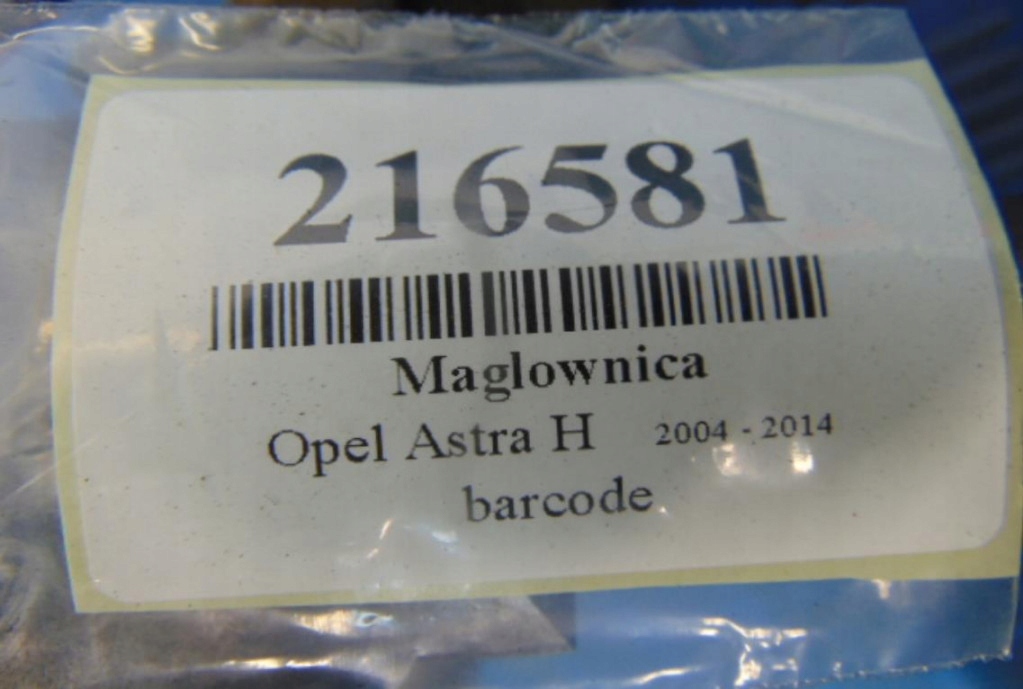 216581
Maglownica
Opel Astra H 2004 - 2014
barcode